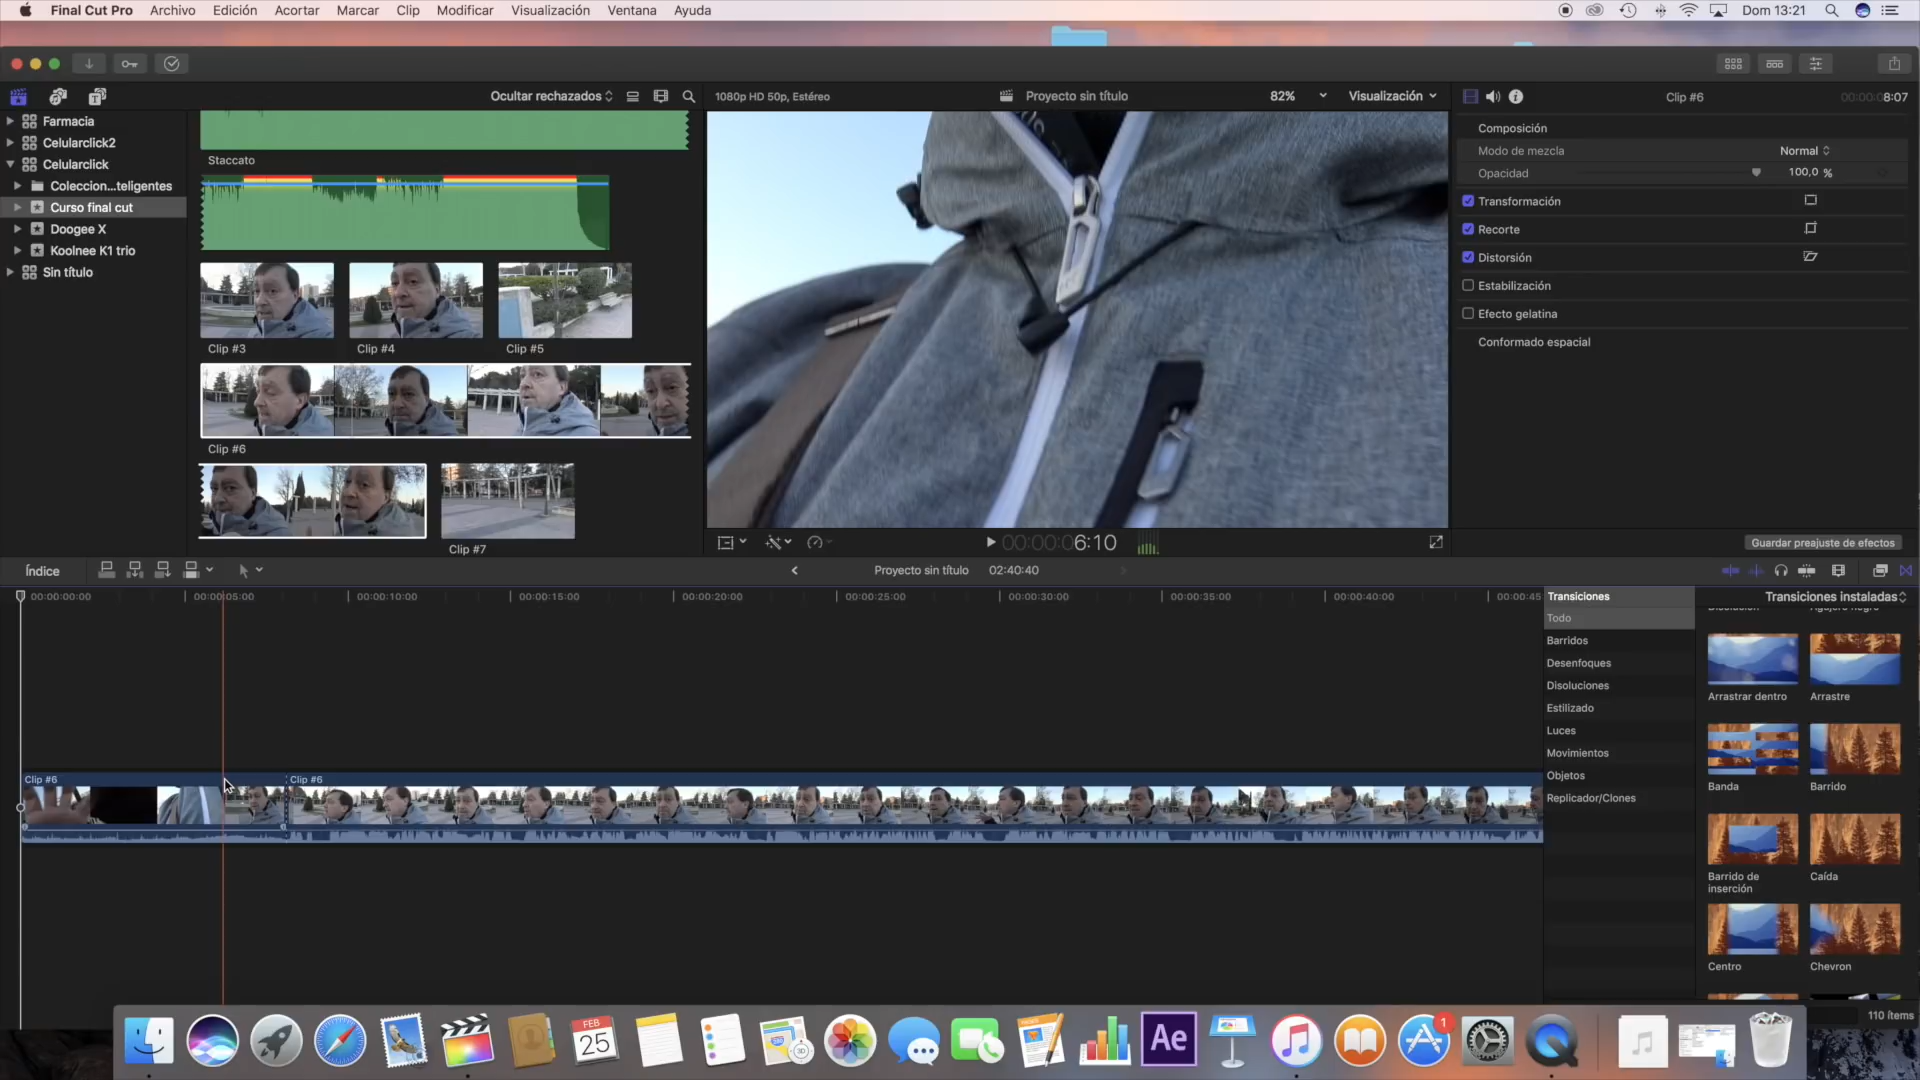 Final Cut Pro Archivo Edición Acortar Marcar Clip Modificar Visualización Ventana Ayuda Dom 13:21
Ocultar rechazados
1080p HD 50p, Estéreo
Proyecto sin título
82%
Visualización
Clip #6
00:00:08:07
Farmacia
Celularclick2
Celularclick
Coleccion...teligentes
Curso final cut
Doogee X
Koolnee K1 trio
Sin título
Staccato
Clip #3
Clip #4
Clip #5
Clip #6
Clip #7
Composición
Modo de mezcla Normal
Opacidad 100,0 %
Transformación
Recorte
Distorsión
Estabilización
Efecto gelatina
Conformado espacial
00:00:06:10
Guardar preajuste de efectos
Índice
Proyecto sin título 02:40:40
00:00:00:00 00:00:05:00 00:00:10:00 00:00:15:00 00:00:20:00 00:00:25:00 00:00:30:00 00:00:35:00 00:00:40:00 00:00:45
Clip #6
Clip #6
Transiciones
Todo
Barridos
Desenfoques
Disoluciones
Estilizado
Luces
Movimientos
Objetos
Replicador/Clones
Transiciones instaladas
Arrastrar dentro
Arrastre
Banda
Barrido
Barrido de
inserción
Caída
Centro
Chevron
110 ítems
FEB
25
3D
Ae
1